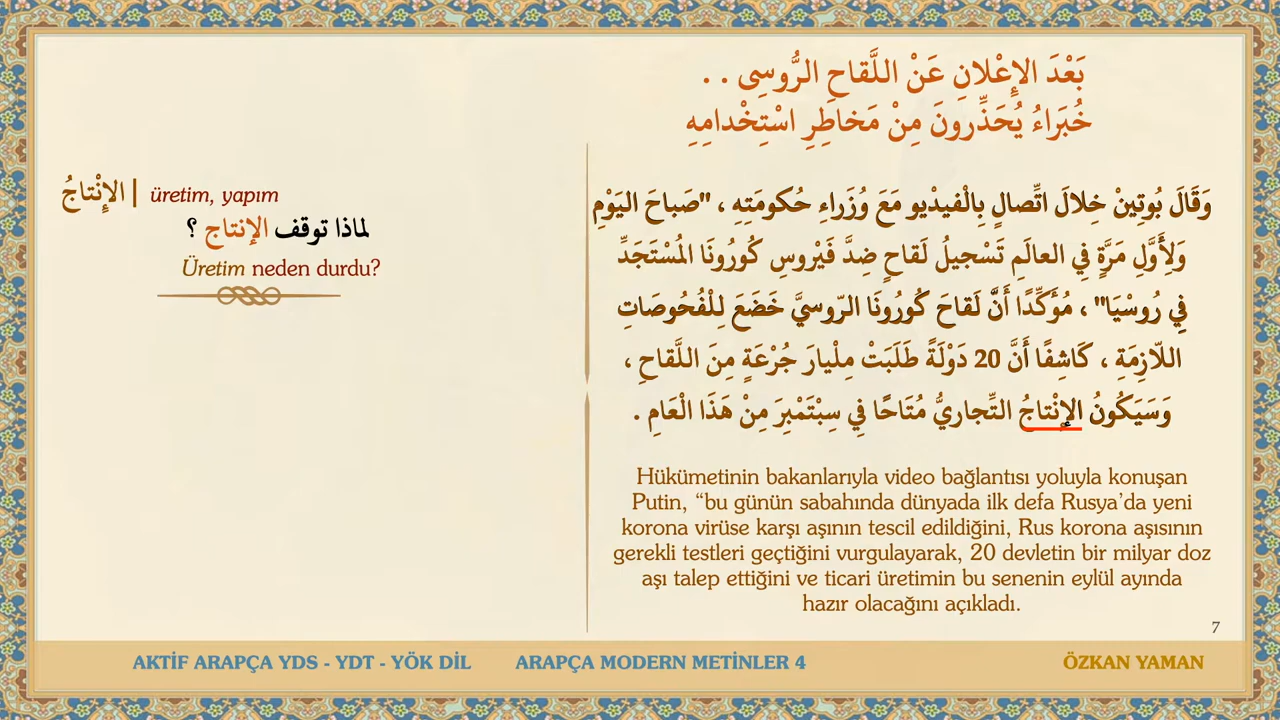 بَعْدَ الإِعْلانِ عَنْ اللَّقاحِ الرُّوسِى . .
خُبَراءُ يُحَذِّرونَ مِنْ مَخاطِرِ اسْتِخْدامِهِ
الإِنْتاجُ | üretim, yapım
لماذا توقف الإنتاج ؟
Üretim neden durdu?
وَقَالَ بُوتِينْ خِلالَ اتِّصالٍ بِالْفيدْيو مَعَ وُزَراءِ حُكومَتِهِ ، "صَباحَ اليَوْمِ
وَلِأَوَّلِ مَرَّةٍ فِي العالَمِ تَسْجيلُ لَقاحٍ ضِدَّ فَيْروسِ كُورُونَا المُسْتَجَدِّ
فِي رُوسْيَا" ، مُؤَكِّدًا أَنَّ لَقاحَ كُورُونَا الرّوسيَّ خَضَعَ لِلْفُحُوصَاتِ
اللّازِمَةِ ، كَاشِفًا أَنَّ 20 دَوْلَةً طَلَبَتْ مِلْيارَ جُرْعَةٍ مِنَ اللَّقاحِ ،
وَسَيَكُونُ الإِنْتاجُ التِّجاريُّ مُتَاحًا فِي سِبْتَمْبِرَ مِنْ هَذَا الْعَامِ .
Hükümetinin bakanlarıyla video bağlantısı yoluyla konuşan
Putin, “bu günün sabahında dünyada ilk defa Rusya’da yeni
korona virüse karşı aşının tescil edildiğini, Rus korona aşısının
gerekli testleri geçtiğini vurgulayarak, 20 devletin bir milyar doz
aşı talep ettiğini ve ticari üretimin bu senenin eylül ayında
hazır olacağını açıkladı.
7
AKTİF ARAPÇA YDS - YDT - YÖK DİL ARAPÇA MODERN METİNLER 4 ÖZKAN YAMAN